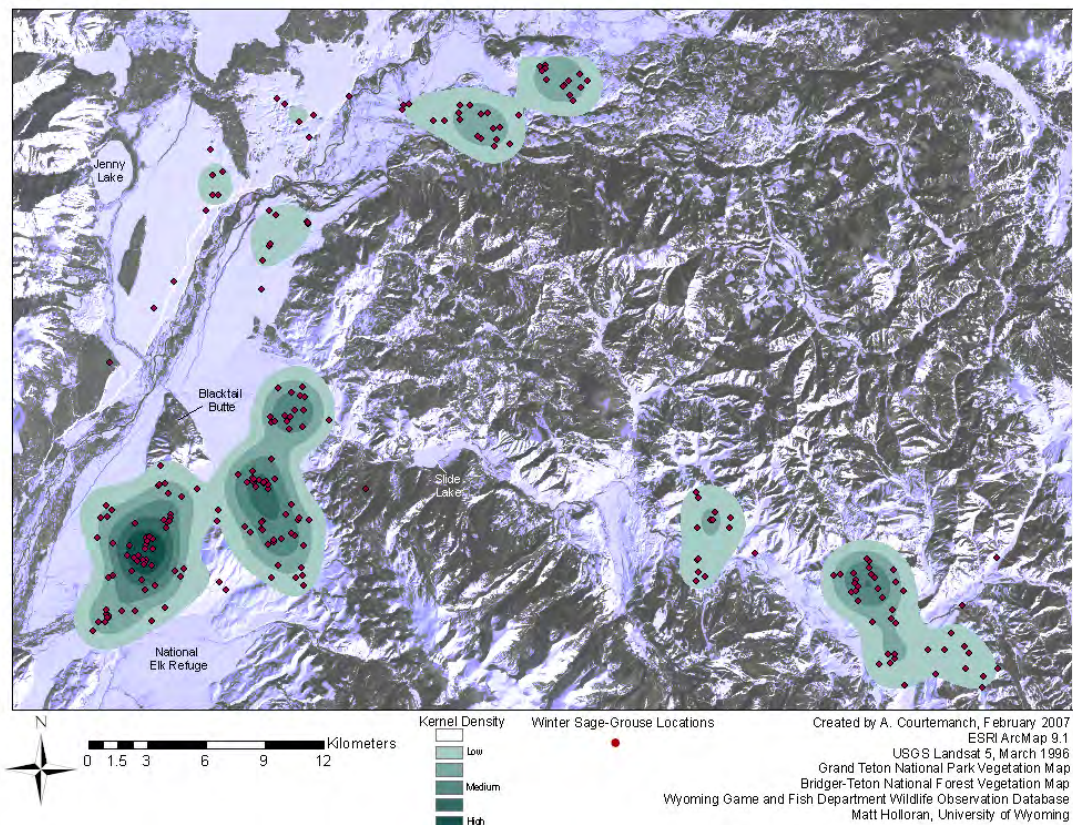 Jenny
Lake
Blacktail
Butte
Slide
Lake
National
Elk Refuge
N
Kilometers
0 1.5 3 6 9 12
Kernel Density
Low
Medium
High
Winter Sage-Grouse Locations
Created by A. Courtemanch, February 2007
ESRI ArcMap 9.1
USGS Landsat 5, March 1996
Grand Teton National Park Vegetation Map
Bridger-Teton National Forest Vegetation Map
Wyoming Game and Fish Department Wildlife Observation Database
Matt Holloran, University of Wyoming